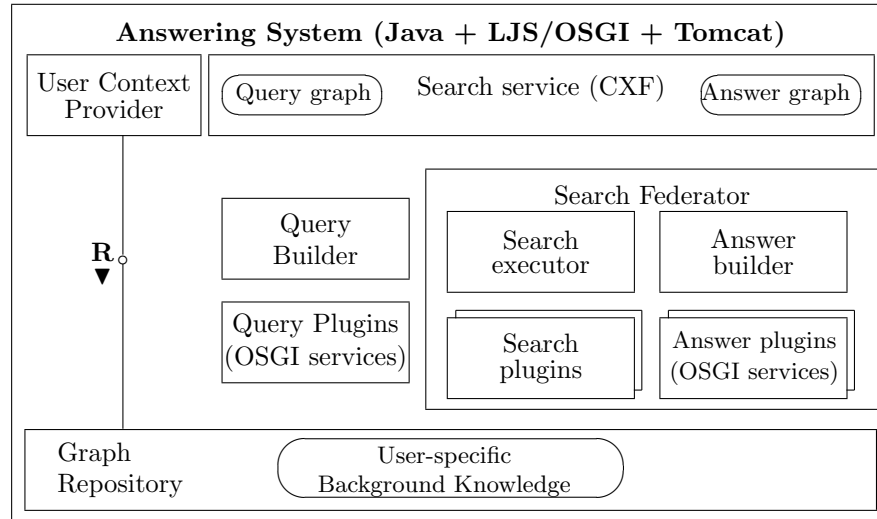 Answering System (Java + LJS/OSGI + Tomcat)
User Context
Provider
Query graph
Search service (CXF)
Answer graph
Search Federator
Query
Builder
Search
executor
Answer
builder
R
Query Plugins
(OSGI services)
Search
plugins
Answer plugins
(OSGI services)
Graph
Repository
User-specific
Background Knowledge